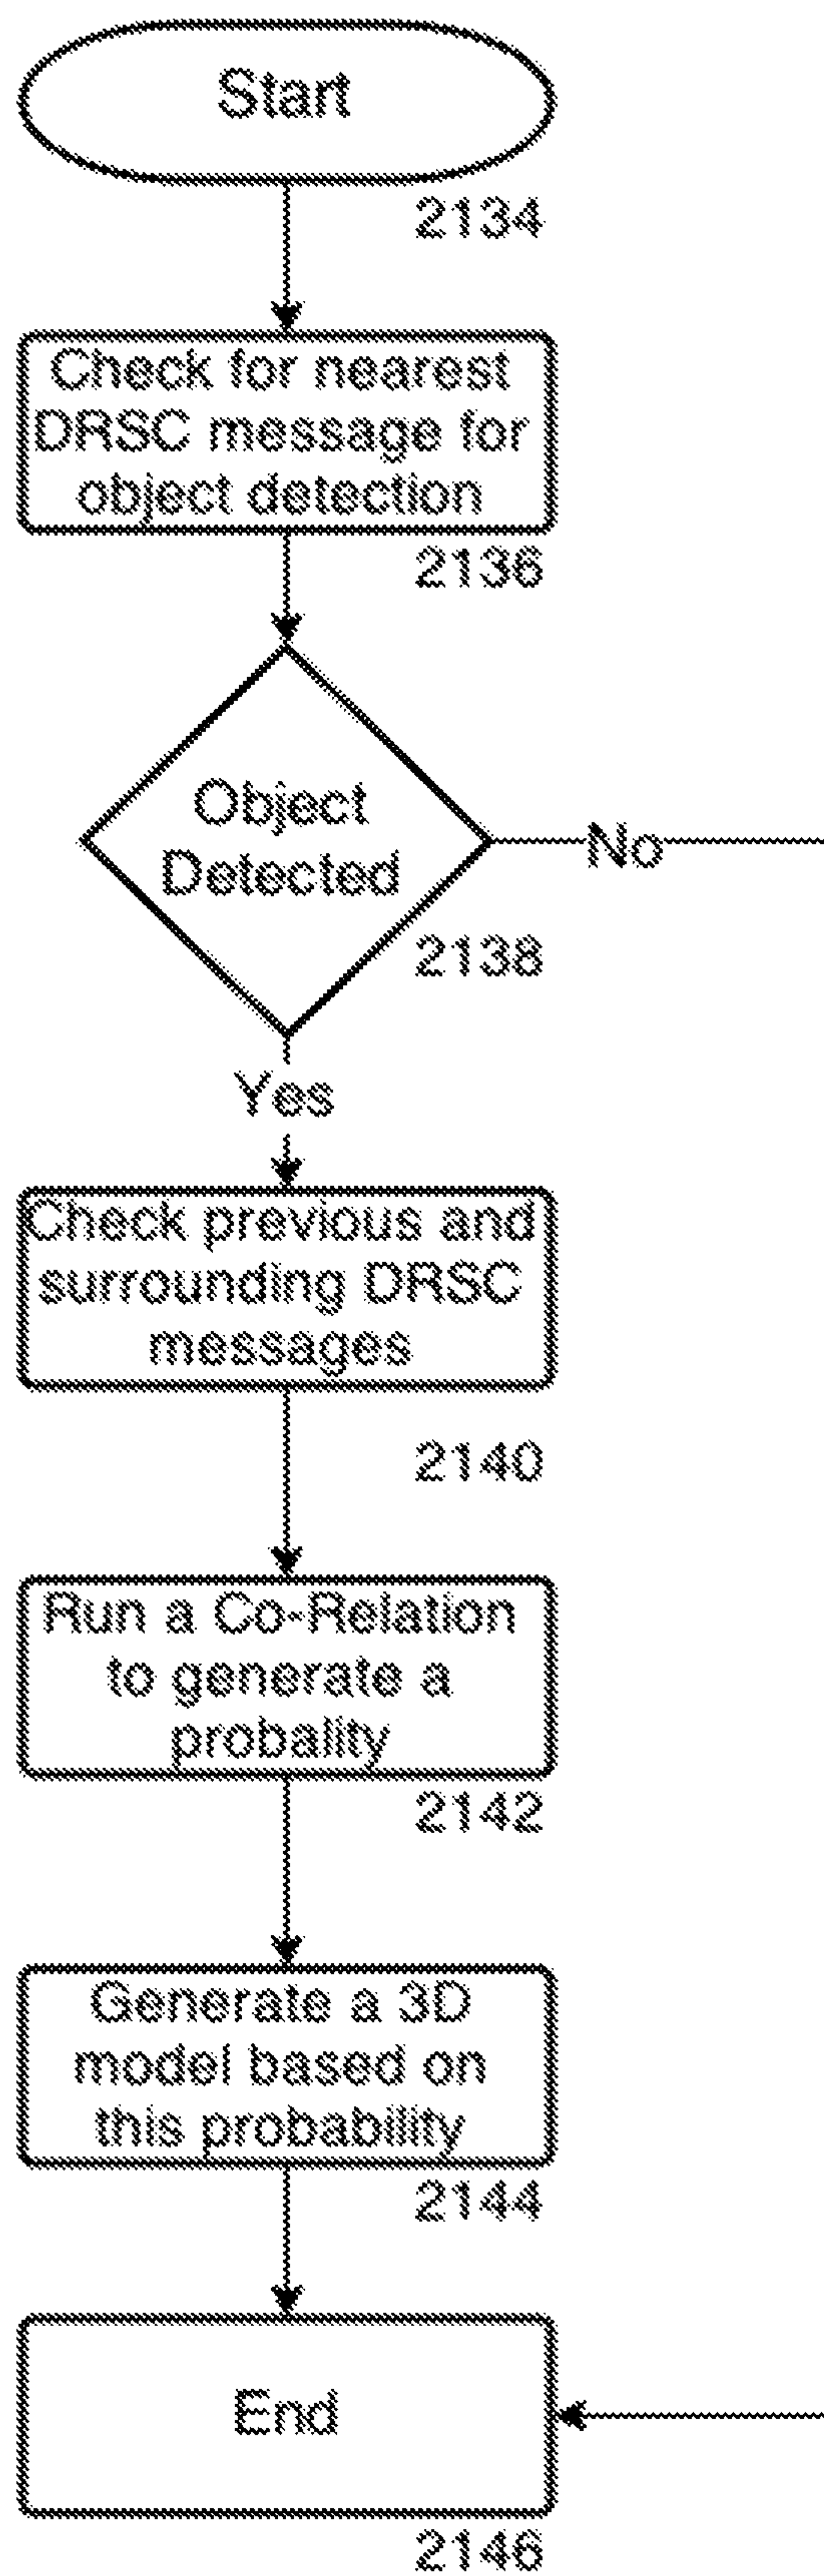 Start
2134
Check for nearest
DRSC message for
object detection
2136
Object
Detected
No
2138
Yes
Check previous and
surrounding DRSC
messages
2140
Run a Co-Relation
to generate a
probality
2142
Generate a 3D
model based on
this probability
2144
End
2146